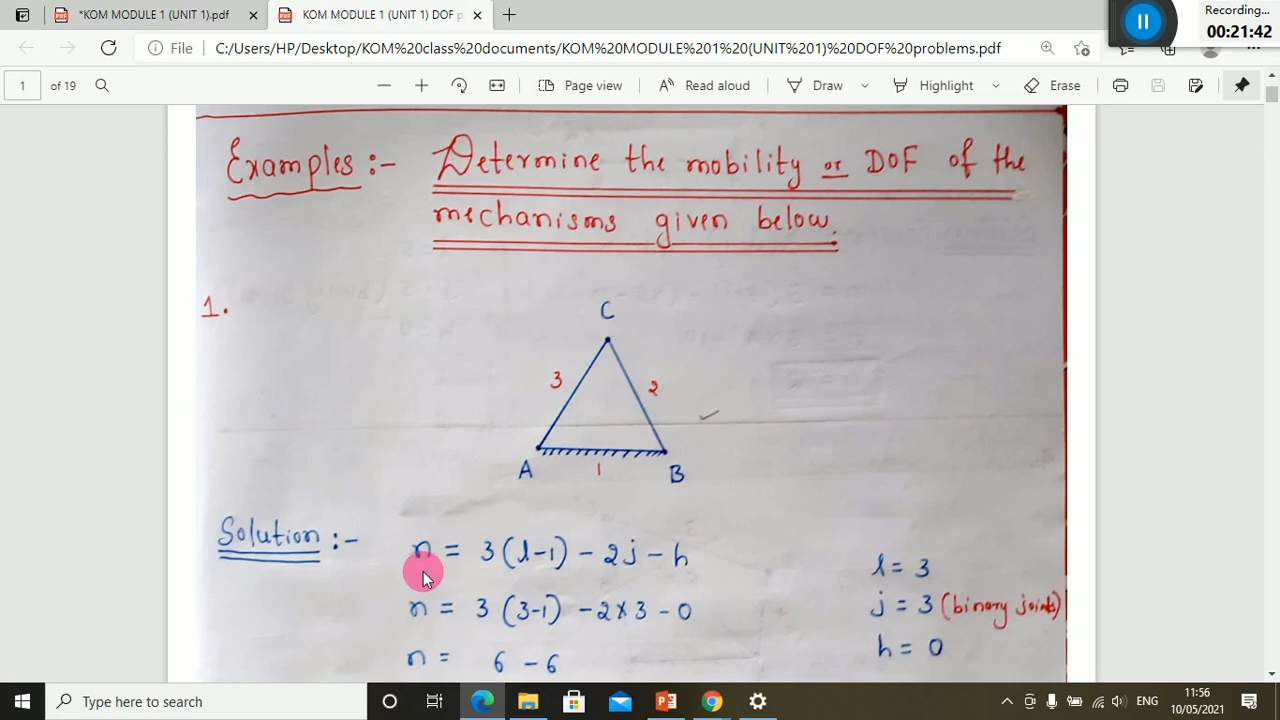 *KOM MODULE 1 (UNIT 1).pdf
KOM MODULE 1 (UNIT 1) DOF p
Recording...
00:21:42
File
C:/Users/HP/Desktop/KOM%20class%20documents/KOM%20MODULE%201%20(UNIT%201)%20DOF%20problems.pdf
1 of 19
Page view
Read aloud
Draw
Highlight
Erase
Examples:- Determine the mobility or DOF of the
mechanisms given below.
1.
C
3 2
A 1 B
Solution:- n = 3(l-1) - 2j - h
l = 3
n = 3 (3-1) - 2×3 - 0
j = 3 (binary joints)
n = 6 - 6
h = 0
Type here to search
ENG
11:56
10/05/2021